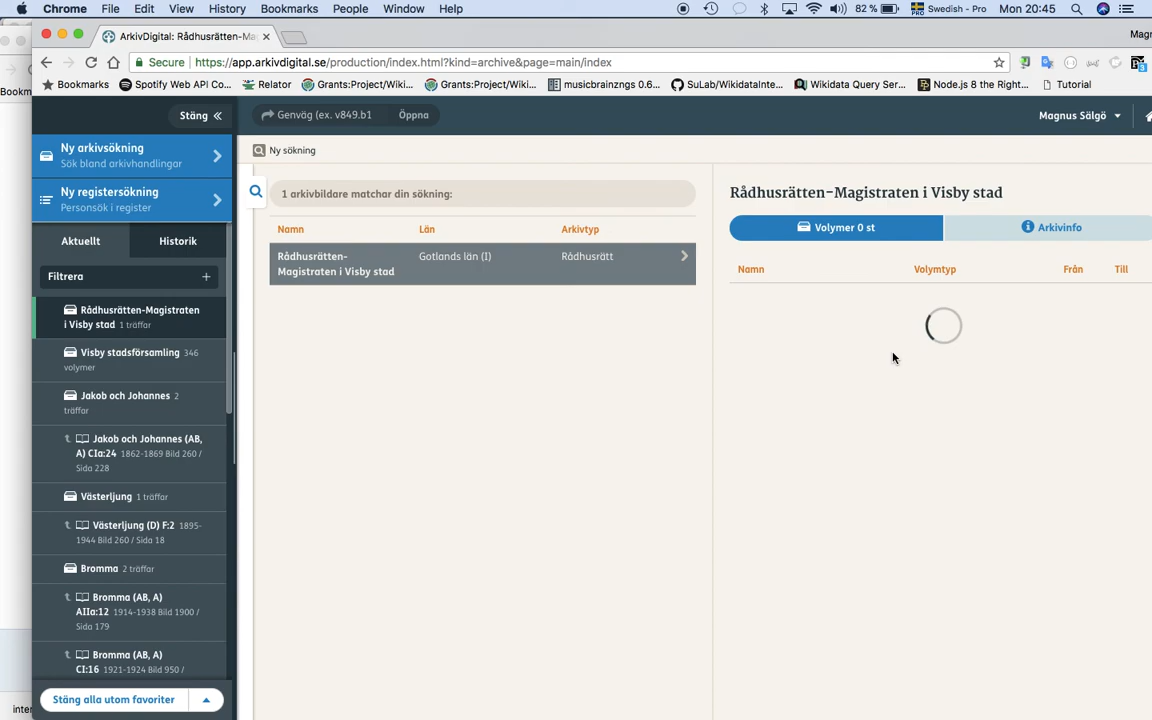 Chrome File Edit View History Bookmarks People Window Help 82 % Swedish - Pro Mon 20:45
ArkivDigital: Rådhusrätten-Ma
Secure https://app.arkivdigital.se/production/index.html?kind=archive&page=main/index
Bookmarks Spotify Web API Co... Relator Grants:Project/Wiki... Grants:Project/Wiki... musicbrainzngs 0.6... SuLab/WikidataInte... Wikidata Query Ser... Node.js 8 the Right... Tutorial
Stäng
Genväg (ex. v849.b1 Öppna
Magnus Sälgö
Ny arkivsökning
Sök bland arkivhandlingar
Ny registersökning
Personsök i register
Aktuellt Historik
Filtrera +
Rådhusrätten-Magistraten
i Visby stad 1 träffar
Visby stadsförsamling 346
volymer
Jakob och Johannes 2
träffar
Jakob och Johannes (AB,
A) CIa:24 1862-1869 Bild 260 /
Sida 228
Västerljung 1 träffar
Västerljung (D) F:2 1895-
1944 Bild 260 / Sida 18
Bromma 2 träffar
Bromma (AB, A)
AIIa:12 1914-1938 Bild 1900 /
Sida 179
Bromma (AB, A)
CI:16 1921-1924 Bild 950 /
Stäng alla utom favoriter
Ny sökning
1 arkivbildare matchar din sökning:
Namn Län Arkivtyp
Rådhusrätten- Gotlands län (I) Rådhusrätt
Magistraten i Visby stad
Rådhusrätten-Magistraten i Visby stad
Volymer 0 st Arkivinfo
Namn Volymtyp Från Till